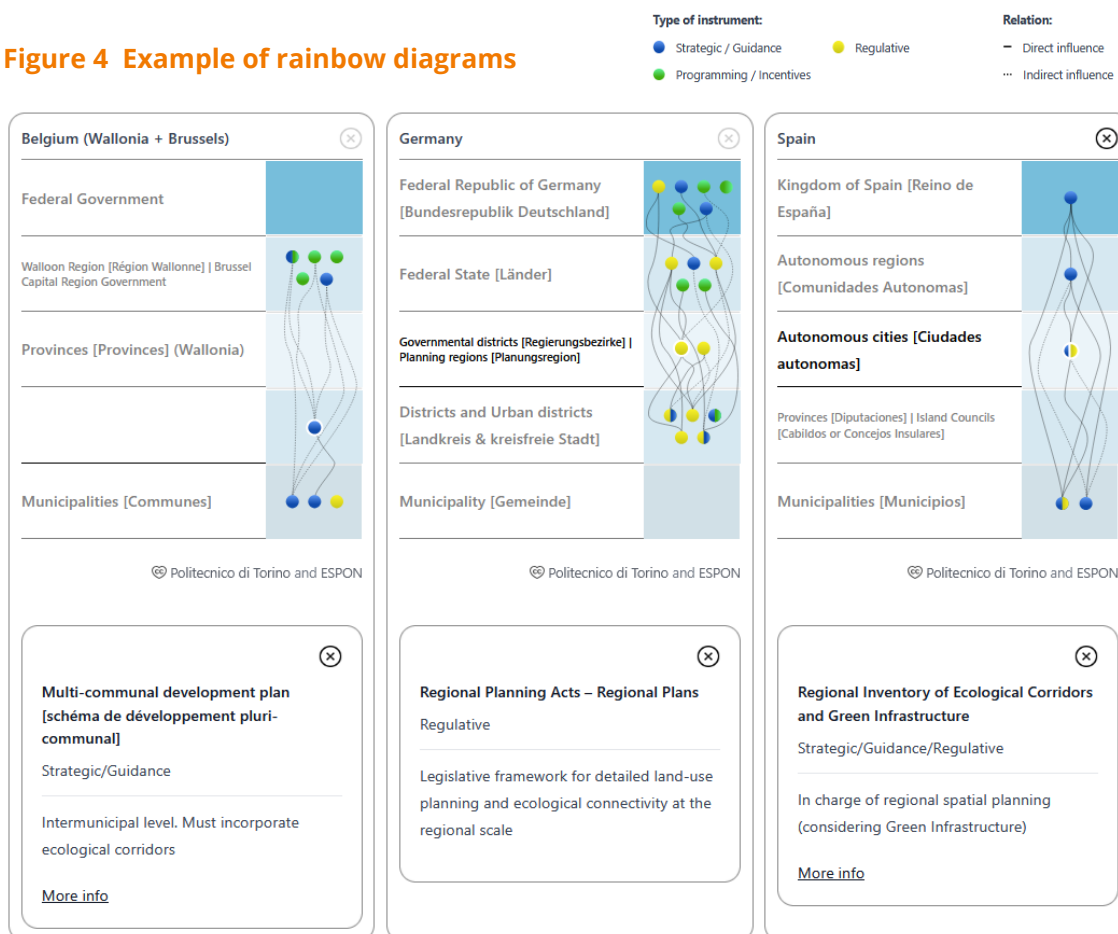 Figure 4 Example of rainbow diagrams
Type of instrument:
Strategic / Guidance
Regulative
Programming / Incentives
Relation:
Direct influence
Indirect influence
Belgium (Wallonia + Brussels)
Federal Government
Walloon Region [Région Wallonne] | Brussel
Capital Region Government
Provinces [Provinces] (Wallonia)
Municipalities [Communes]
Politecnico di Torino and ESPON
Multi-communal development plan
[schéma de développement pluri-
communal]
Strategic/Guidance
Intermunicipal level. Must incorporate
ecological corridors
More info
Germany
Federal Republic of Germany
[Bundesrepublik Deutschland]
Federal State [Länder]
Governmental districts [Regierungsbezirke] |
Planning regions [Planungsregion]
Districts and Urban districts
[Landkreis & kreisfreie Stadt]
Municipality [Gemeinde]
Politecnico di Torino and ESPON
Regional Planning Acts – Regional Plans
Regulative
Legislative framework for detailed land-use
planning and ecological connectivity at the
regional scale
Spain
Kingdom of Spain [Reino de
España]
Autonomous regions
[Comunidades Autonomas]
Autonomous cities [Ciudades
autonomas]
Provinces [Diputaciones] | Island Councils
[Cabildos or Concejos Insulares]
Municipalities [Municipios]
Politecnico di Torino and ESPON
Regional Inventory of Ecological Corridors
and Green Infrastructure
Strategic/Guidance/Regulative
In charge of regional spatial planning
(considering Green Infrastructure)
More info